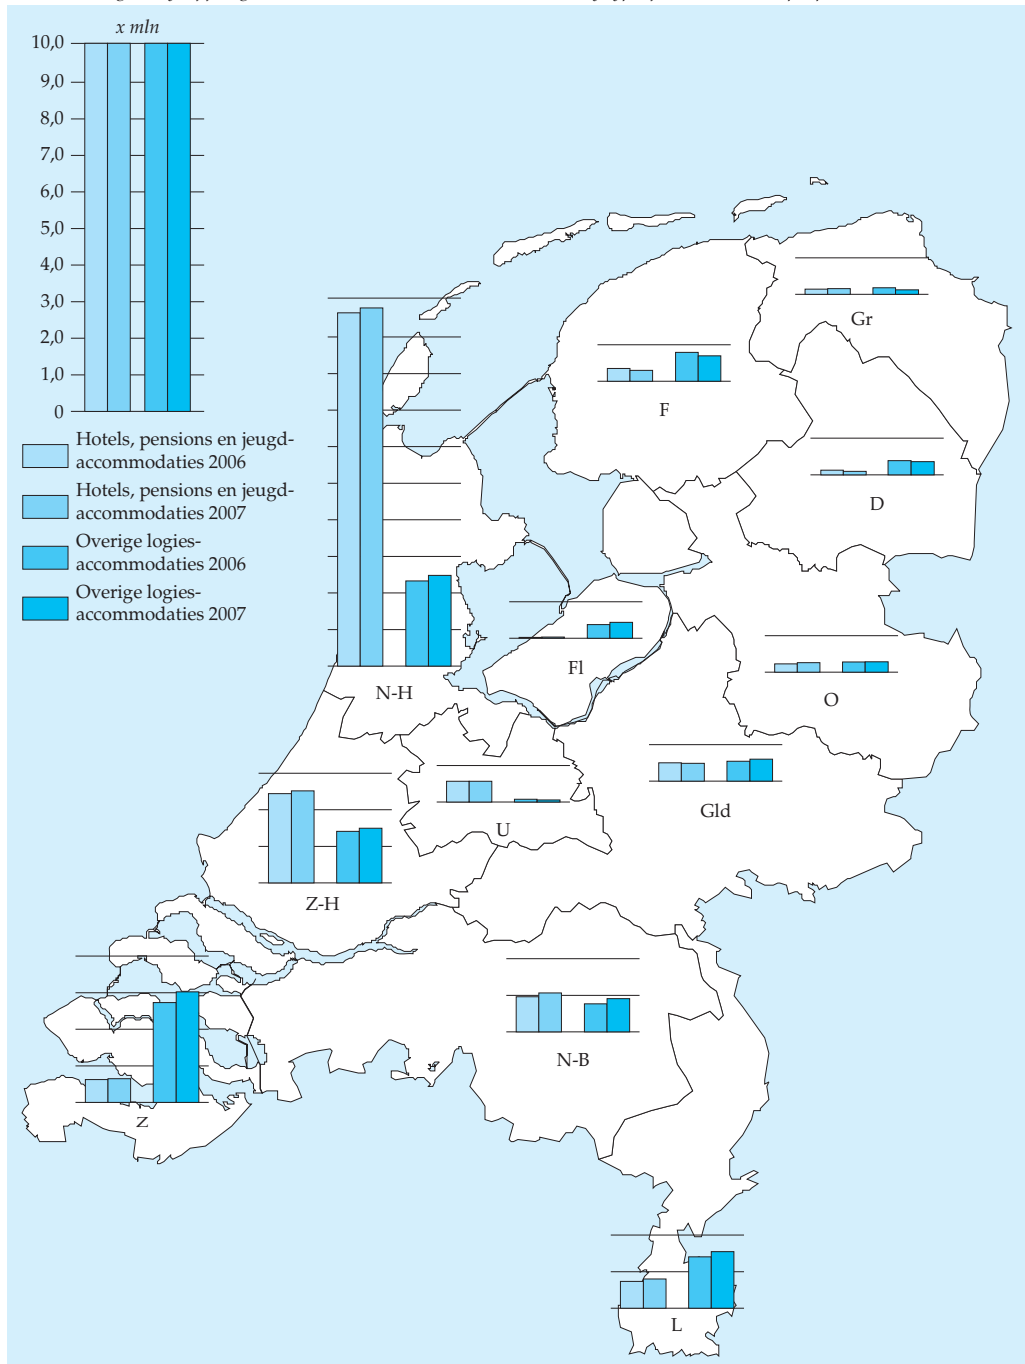 x mln
10,0
9,0
8,0
7,0
6,0
5,0
4,0
3,0
2,0
1,0
0
Hotels, pensions en jeugd-
accommodaties 2006
Hotels, pensions en jeugd-
accommodaties 2007
Overige logies-
accommodaties 2006
Overige logies-
accommodaties 2007
Gr
F
D
Fl
N-H
O
Gld
U
Z-H
N-B
Z
L